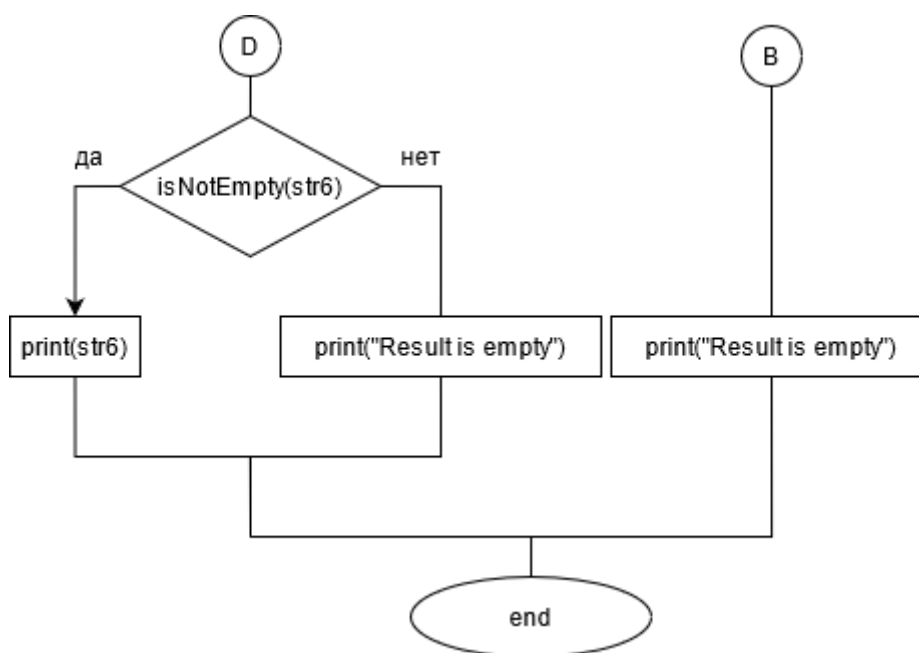 D
B
да
нет
isNotEmpty(str6)
print(str6)
print("Result is empty")
print("Result is empty")
end